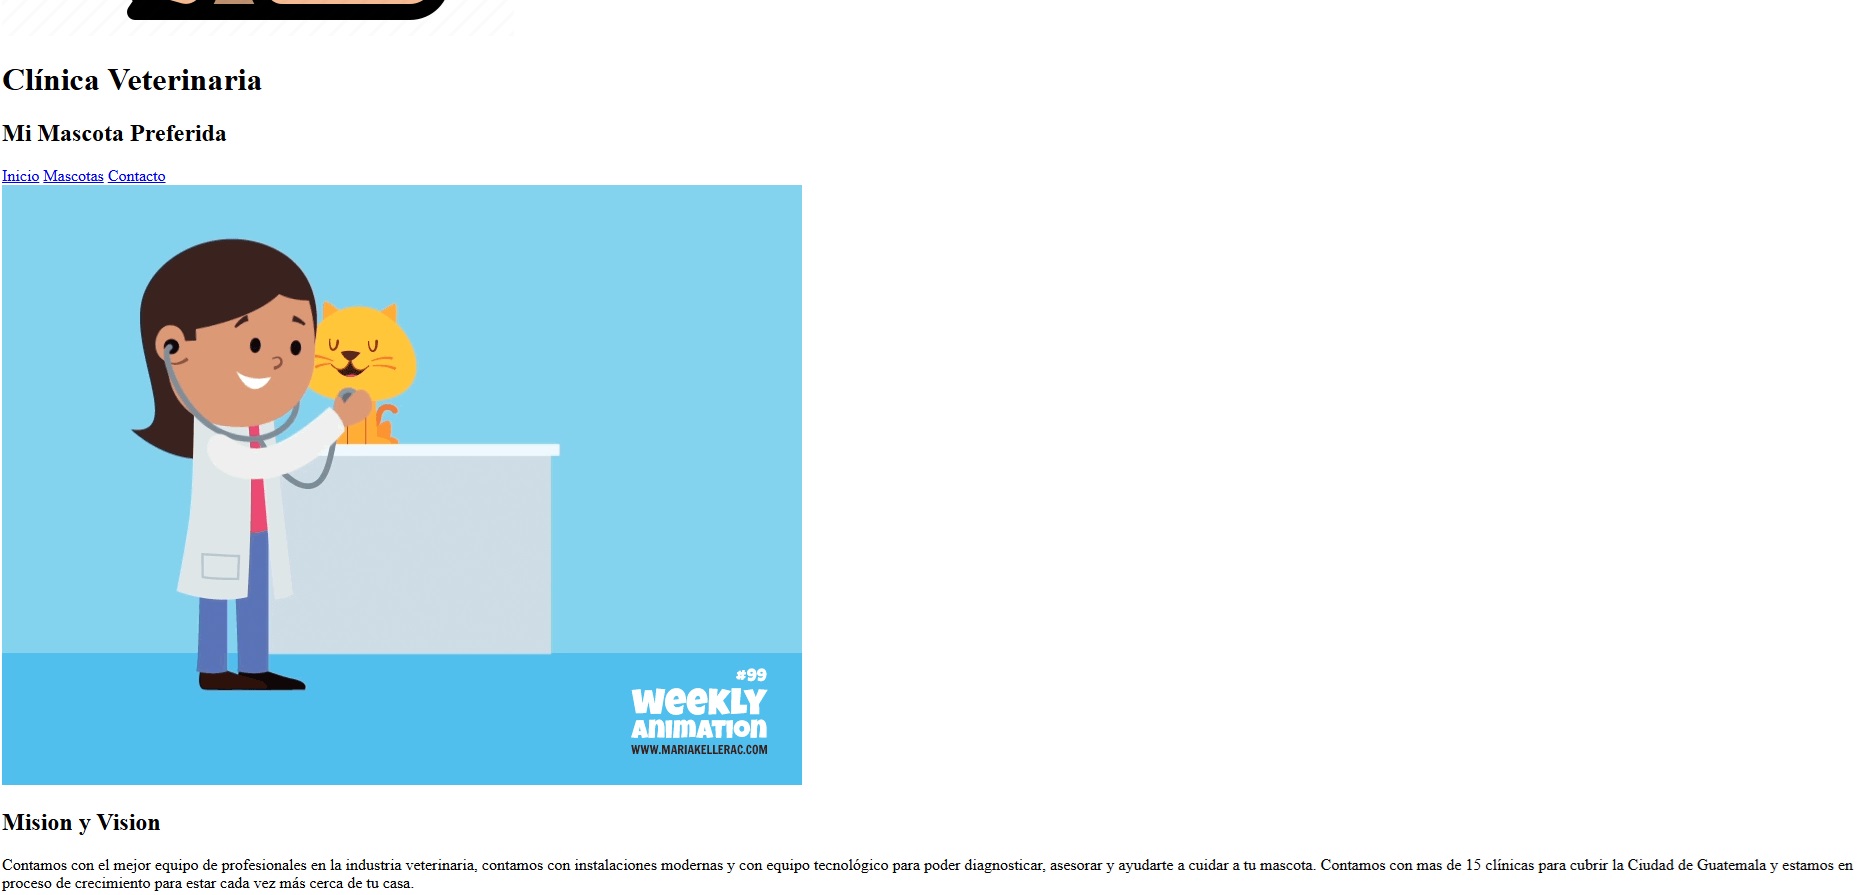 Clínica Veterinaria
Mi Mascota Preferida
Inicio Mascotas Contacto
#99
WEEKLY
ANIMATION
WWW.MARIAKELLERAC.COM
Mision y Vision
Contamos con el mejor equipo de profesionales en la industria veterinaria, contamos con instalaciones modernas y con equipo tecnológico para poder diagnosticar, asesorar y ayudarte a cuidar a tu mascota. Contamos con mas de 15 clínicas para cubrir la Ciudad de Guatemala y estamos en
proceso de crecimiento para estar cada vez más cerca de tu casa.